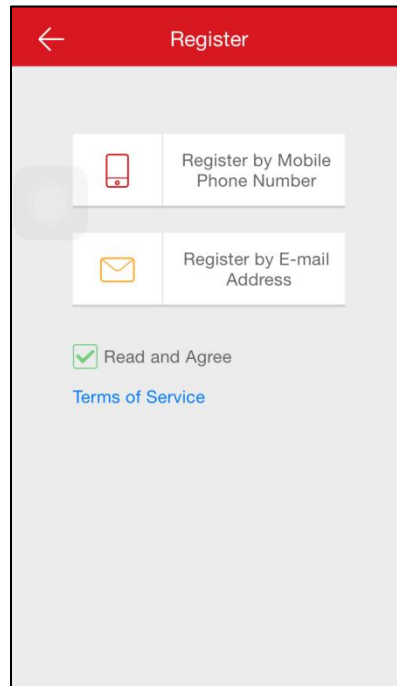 Register
Register by Mobile
Phone Number
Register by E-mail
Address
Read and Agree
Terms of Service